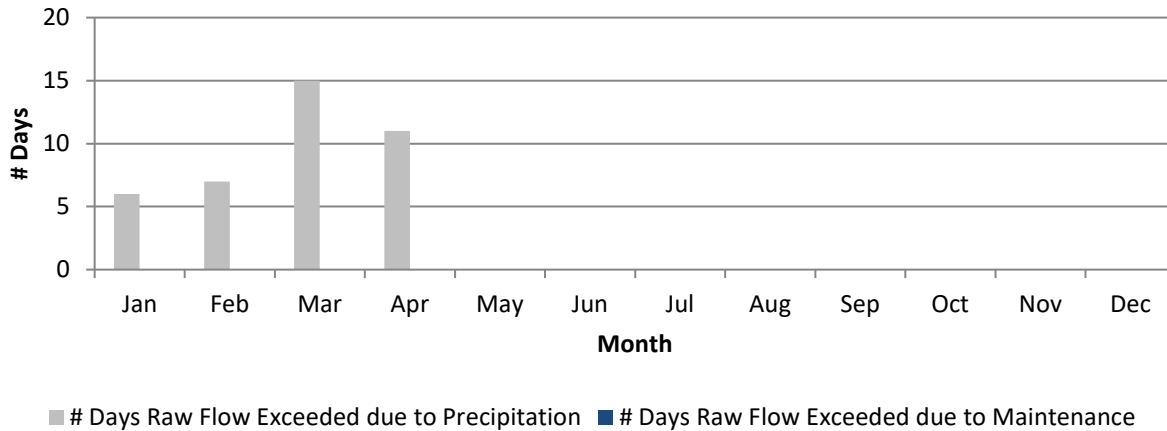 20
15
10
5
0
# Days
Jan Feb Mar Apr May Jun Jul Aug Sep Oct Nov Dec
Month
# Days Raw Flow Exceeded due to Precipitation # Days Raw Flow Exceeded due to Maintenance